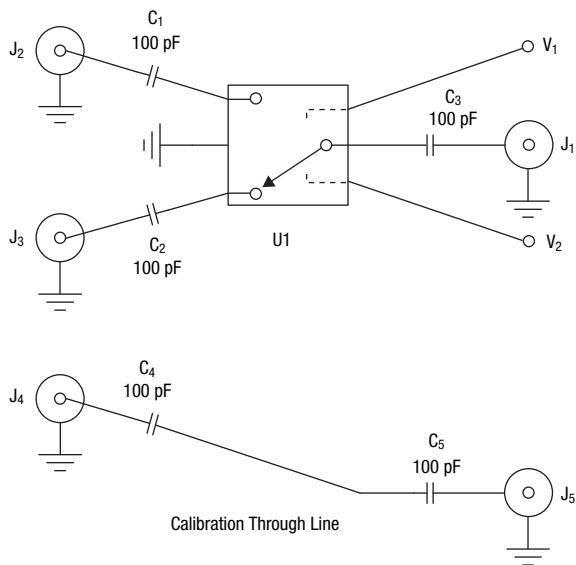 C1
100 pF
J2
V1
C3
100 pF
J1
J3
C2
100 pF
U1
V2
C4
100 pF
J4
C5
100 pF
J5
Calibration Through Line